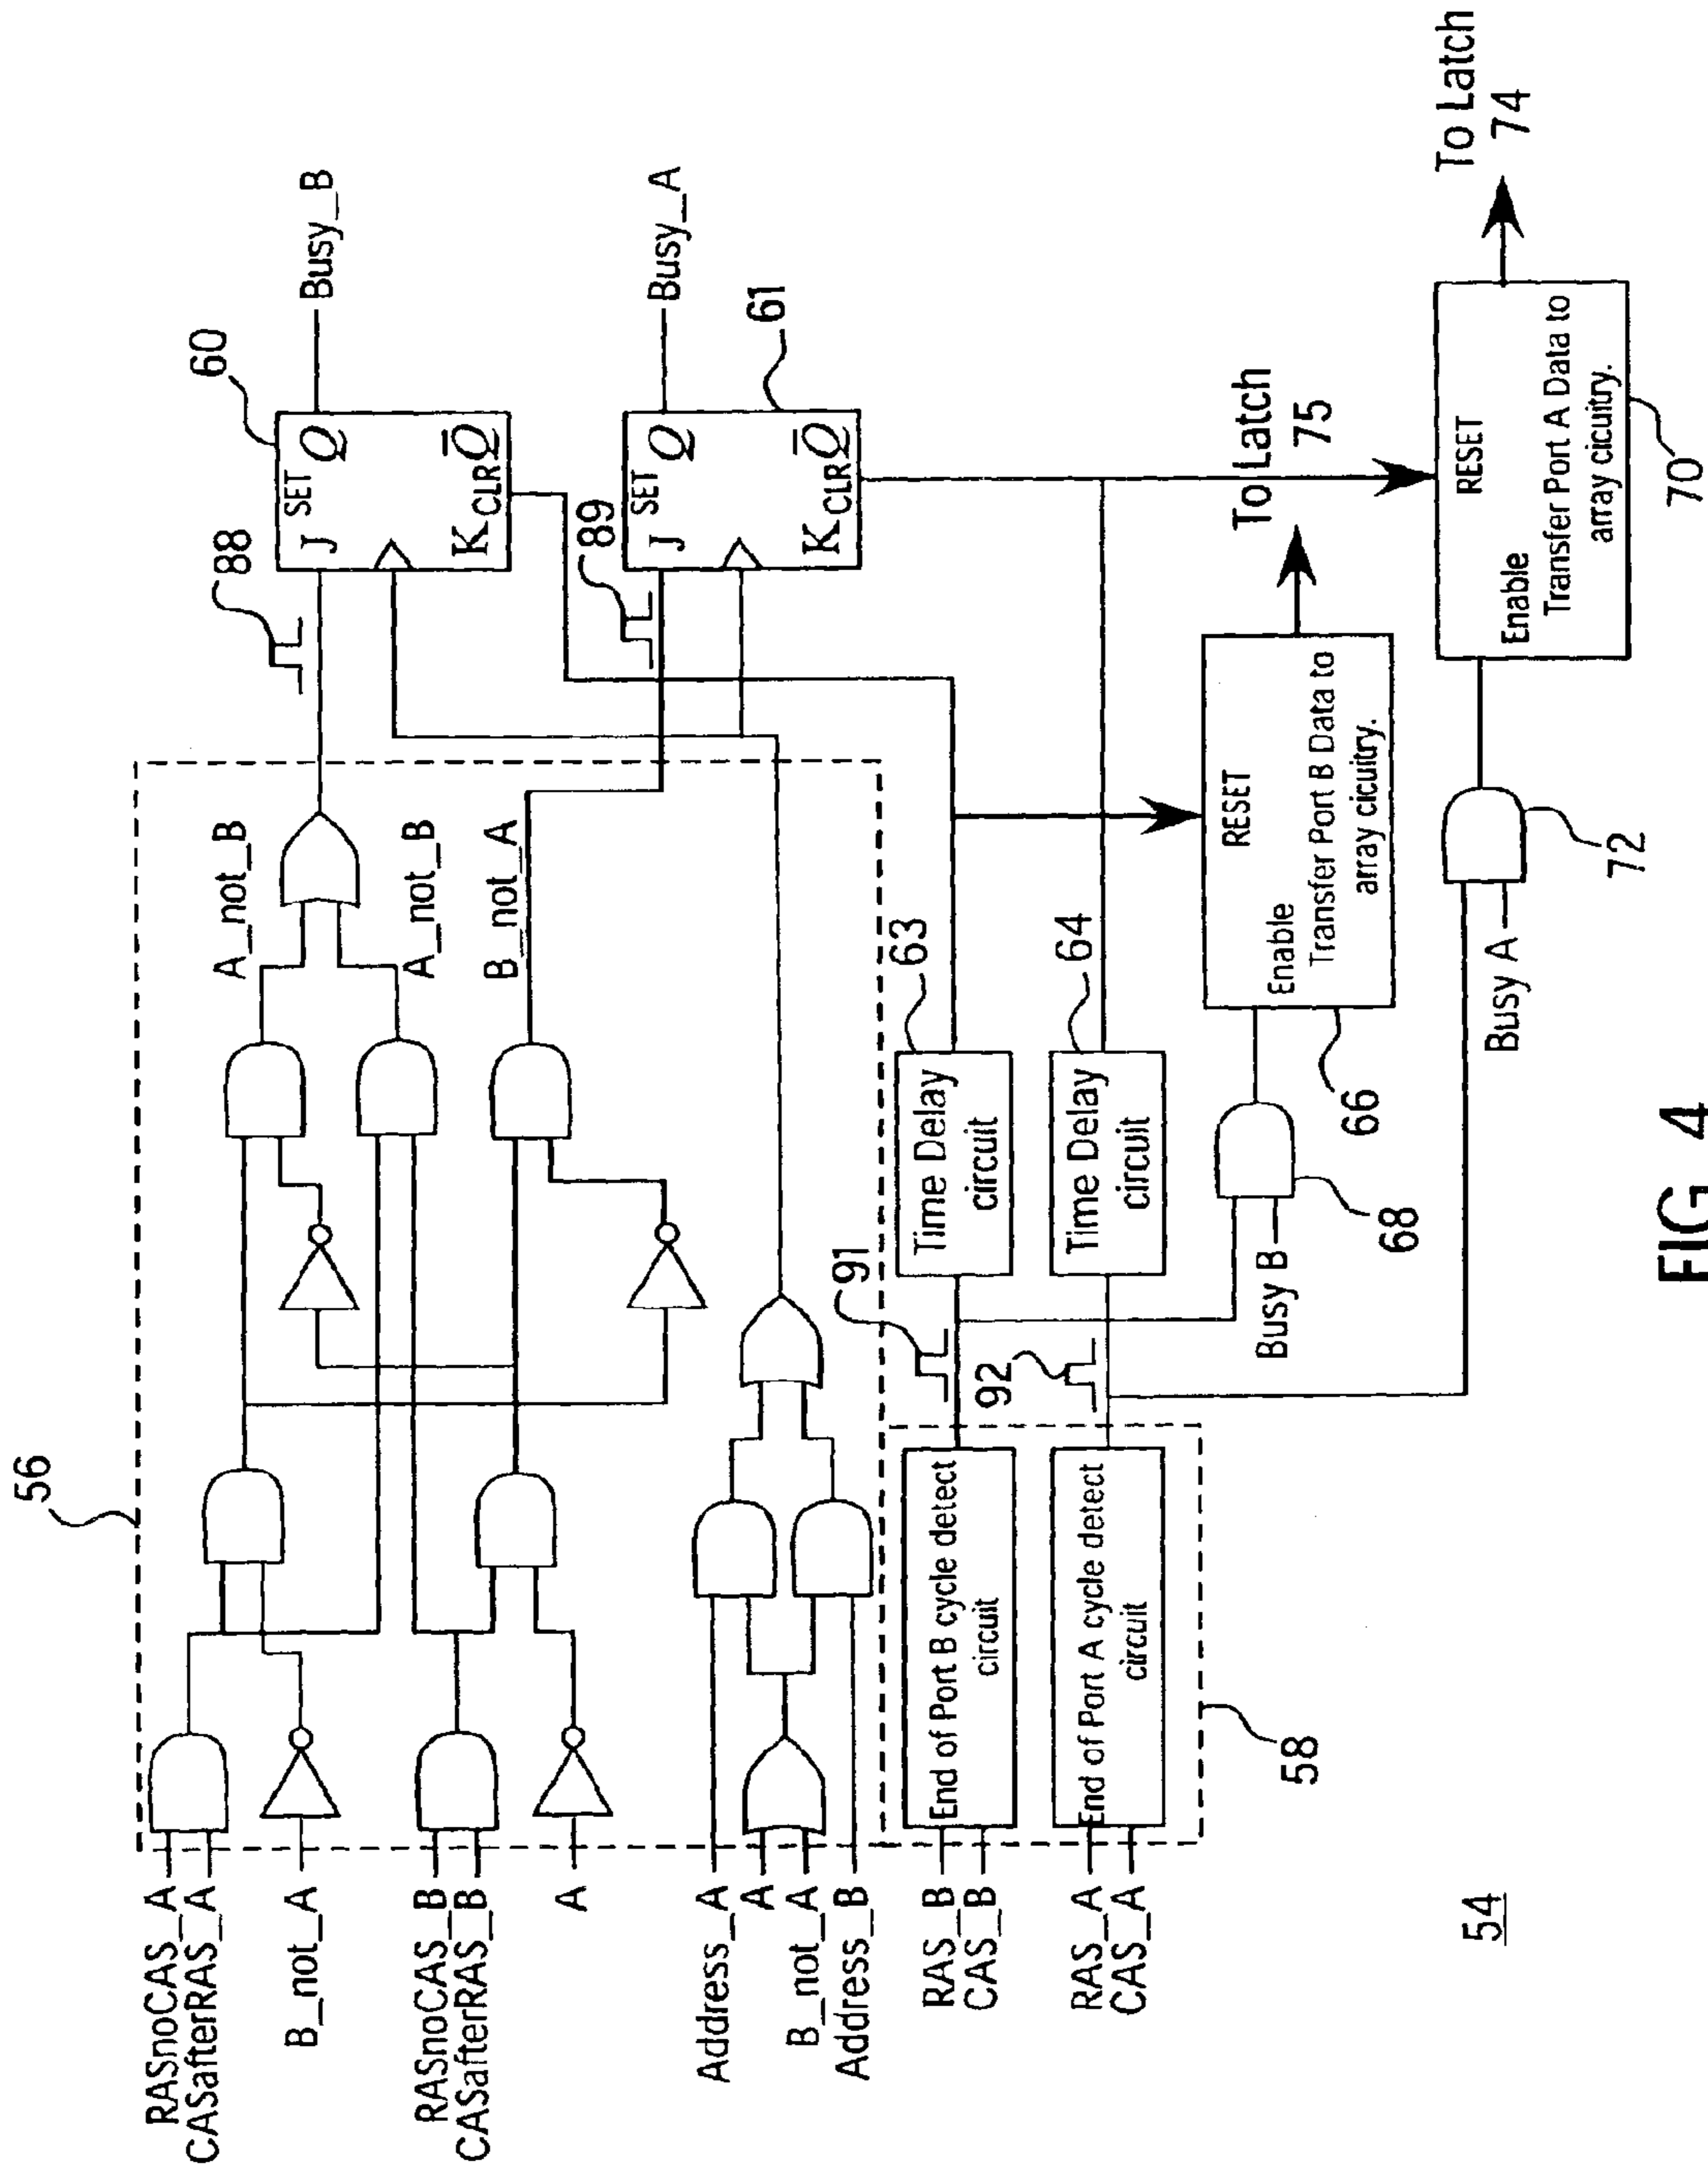 56
RASnoCAS_A
CASafterRAS_A
B_not_A
RASnoCAS_B
CASafterRAS_B
A
Address_A
A
B_not_A
Address_B
A_not_B
A_not_B
B_not_A
88
89
60
J
SET
Q
K
CLR
Q̅
Busy_B
61
J
SET
Q
K
CLR
Q̅
Busy_A
RAS_B
CAS_B
RAS_A
CAS_A
End of Port B cycle detect
circuit
End of Port A cycle detect
circuit
58
91
92
63
Time Delay
circuit
64
Time Delay
circuit
Busy B
68
66
Enable
RESET
Transfer Port B Data to
array cicuitry.
To Latch
75
Busy A
72
Enable
RESET
Transfer Port A Data to
array cicuitry.
70
To Latch
74
54
FIG 4